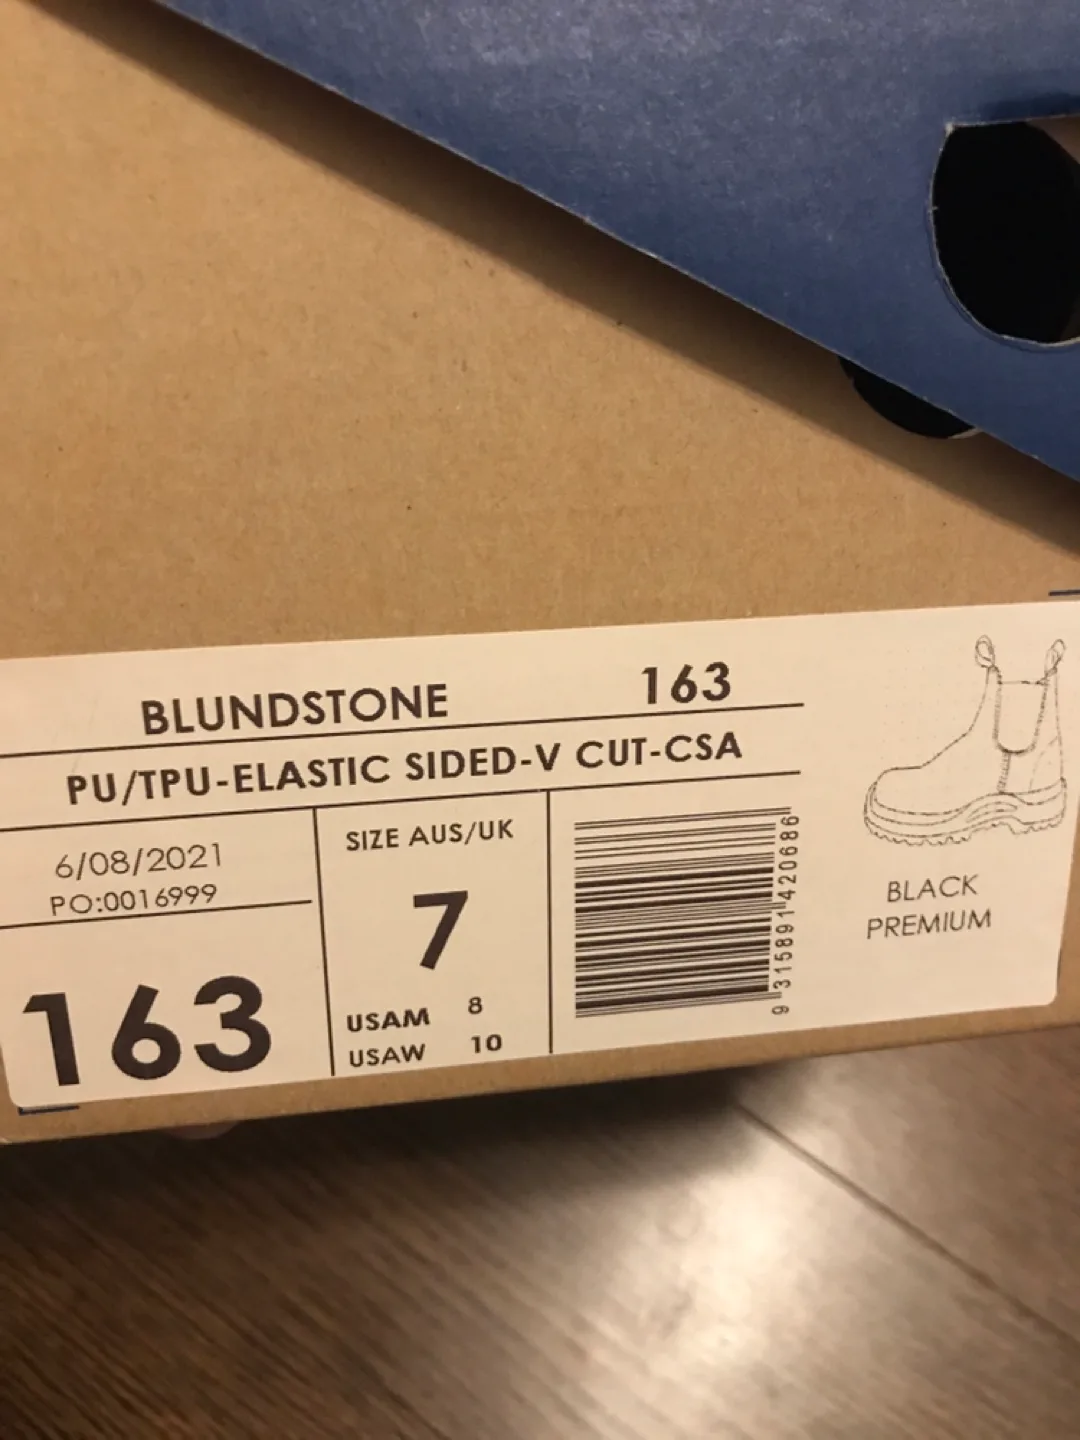 BLUNDSTONE 163
PU/TPU-ELASTIC SIDED-V CUT-CSA
6/08/2021
PO:0016999
163
SIZE AUS/UK
7
USAM 8
USAW 10
9 315891 420686
BLACK
PREMIUM